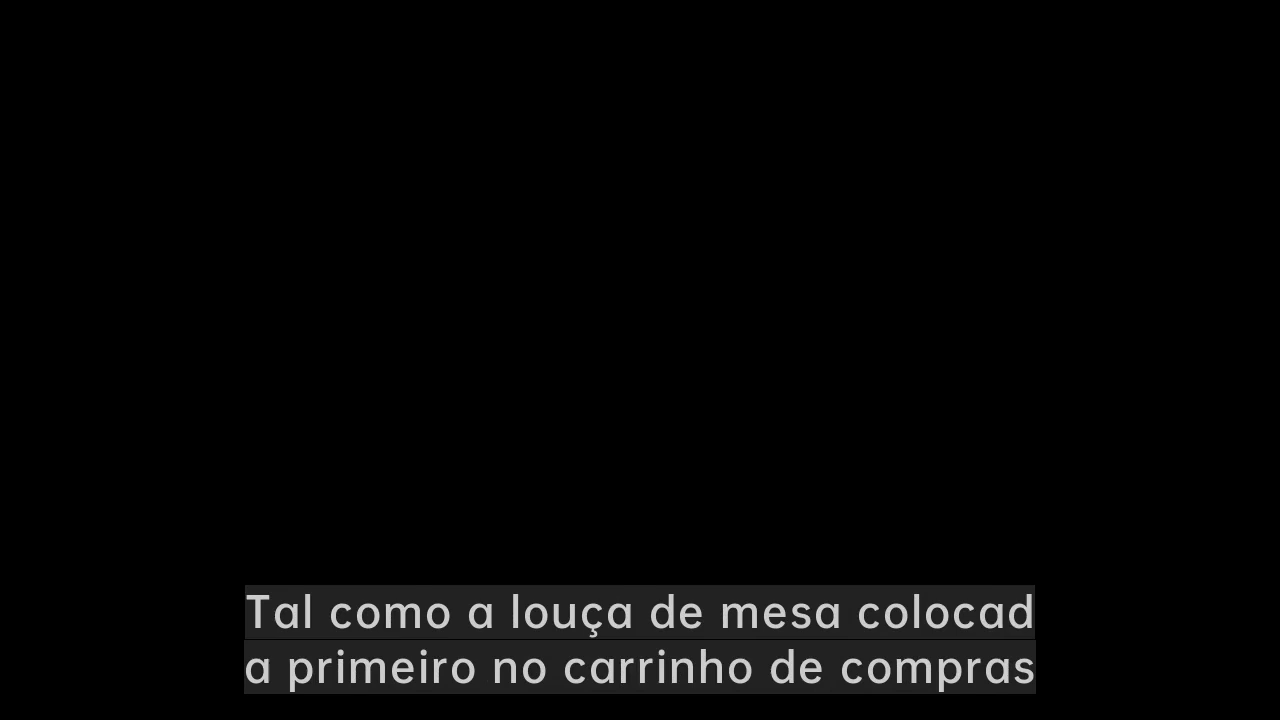 Tal como a louça de mesa colocad
a primeiro no carrinho de compras